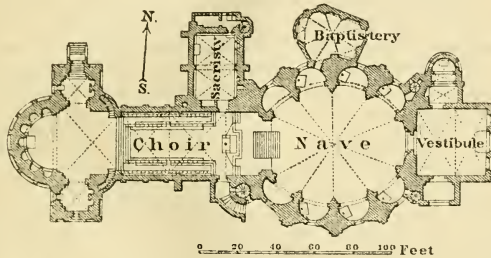 N.
S.
Sacristy
Baptistery
Choir
Nave
Vestibule
0 20 40 60 80 100 Feet